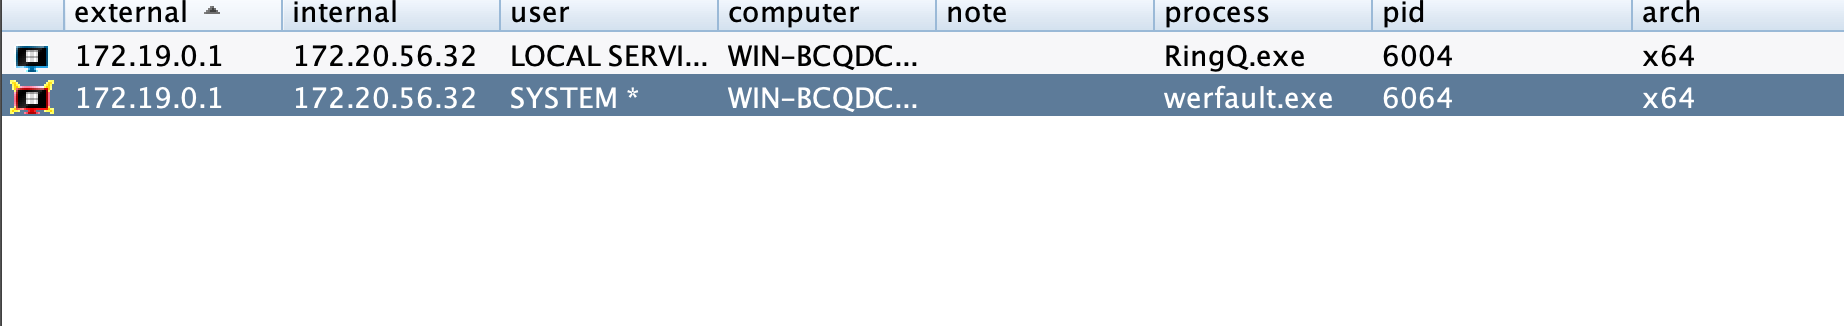 external internal user computer note process pid arch
172.19.0.1 172.20.56.32 LOCAL SERVI... WIN-BCQDC... RingQ.exe 6004 x64
172.19.0.1 172.20.56.32 SYSTEM * WIN-BCQDC... werfault.exe 6064 x64